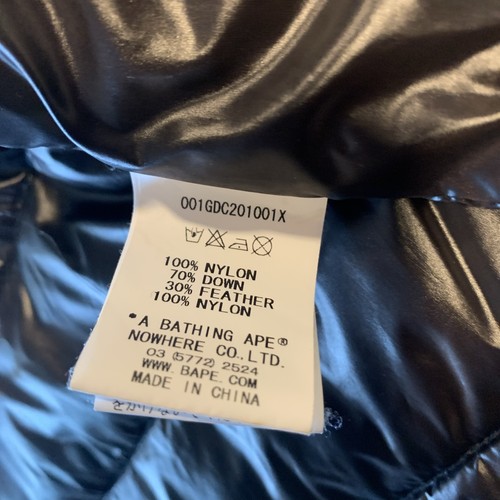 001GDC201001X
100% NYLON
70% DOWN
30% FEATHER
100% NYLON
•A BATHING APE®
NOWHERE CO.,LTD.
03 (5772) 2524
WWW.BAPE.COM
MADE IN CHINA